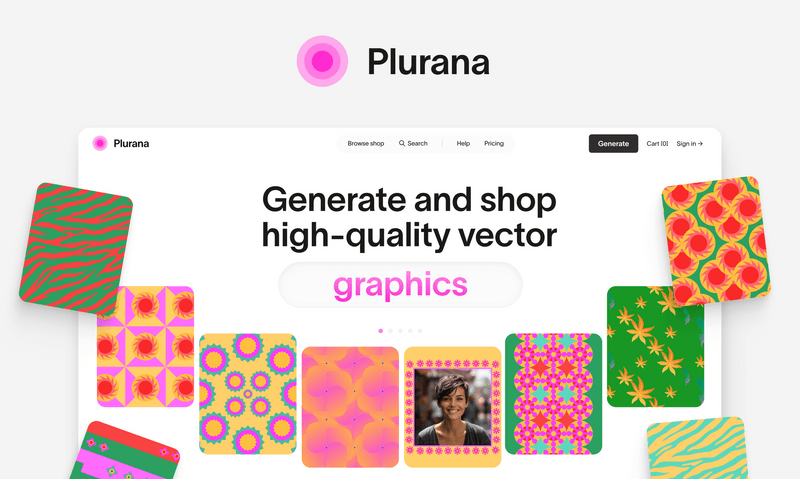 Plurana
Plurana
Browse shop
Search
Help
Pricing
Generate
Cart [0]
Sign in →
Generate and shop
high-quality vector
graphics